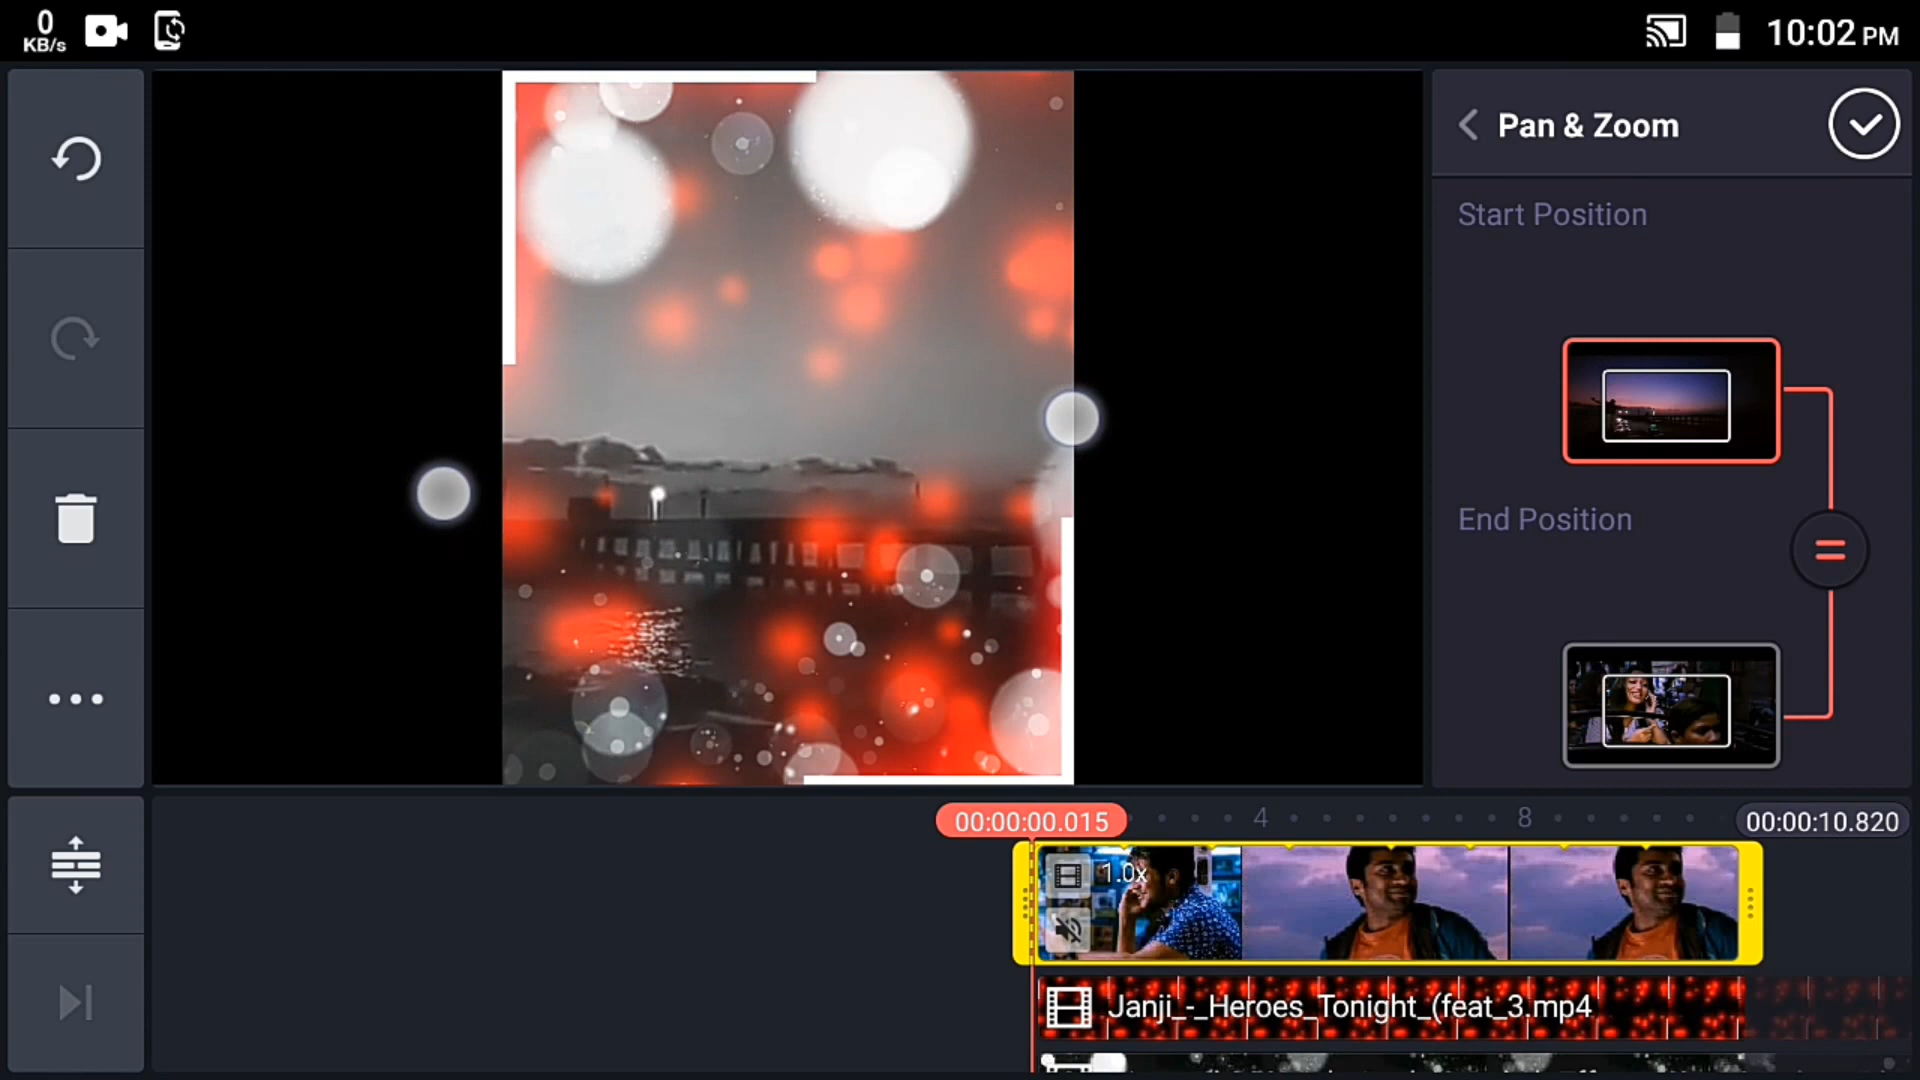 0
KB/s
10:02 PM
Pan & Zoom
Start Position
End Position
00:00:00.015
4
8
00:00:10.820
1.0x
Janji_-_Heroes_Tonight_(feat_3.mp4